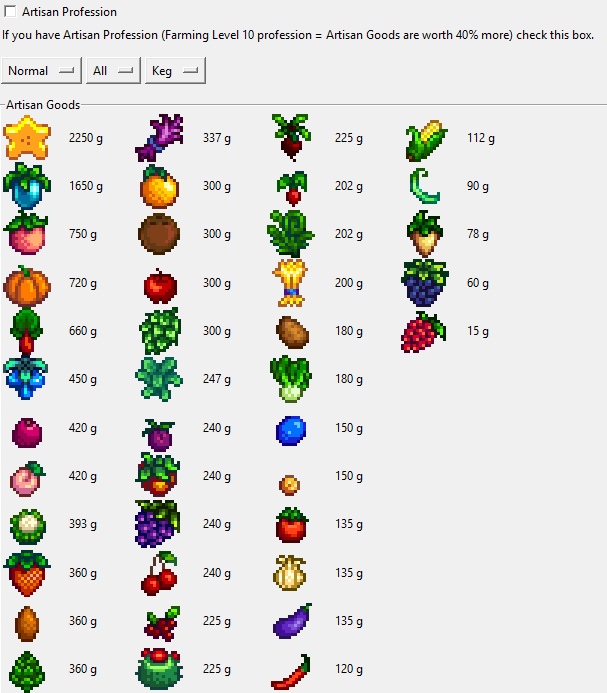 Artisan Profession
If you have Artisan Profession (Farming Level 10 profession = Artisan Goods are worth 40% more) check this box.
Normal All Keg
Artisan Goods
2250 g 337 g 225 g 112 g
1650 g 300 g 202 g 90 g
750 g 300 g 202 g 78 g
720 g 300 g 200 g 60 g
660 g 300 g 180 g 15 g
450 g 247 g 180 g
420 g 240 g 150 g
420 g 240 g 150 g
393 g 240 g 135 g
360 g 240 g 135 g
360 g 225 g 135 g
360 g 225 g 120 g